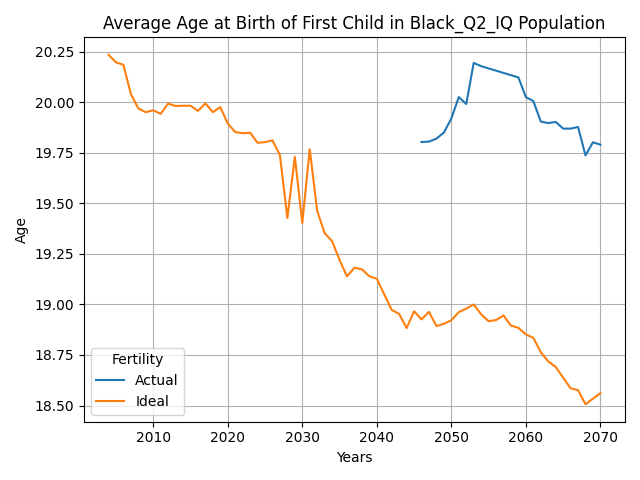 Average Age at Birth of First Child in Black_Q2_IQ Population
20.25
20.00
19.75
19.50
19.25
19.00
18.75
18.50
Age
Fertility
Actual
Ideal
2010 2020 2030 2040 2050 2060 2070
Years